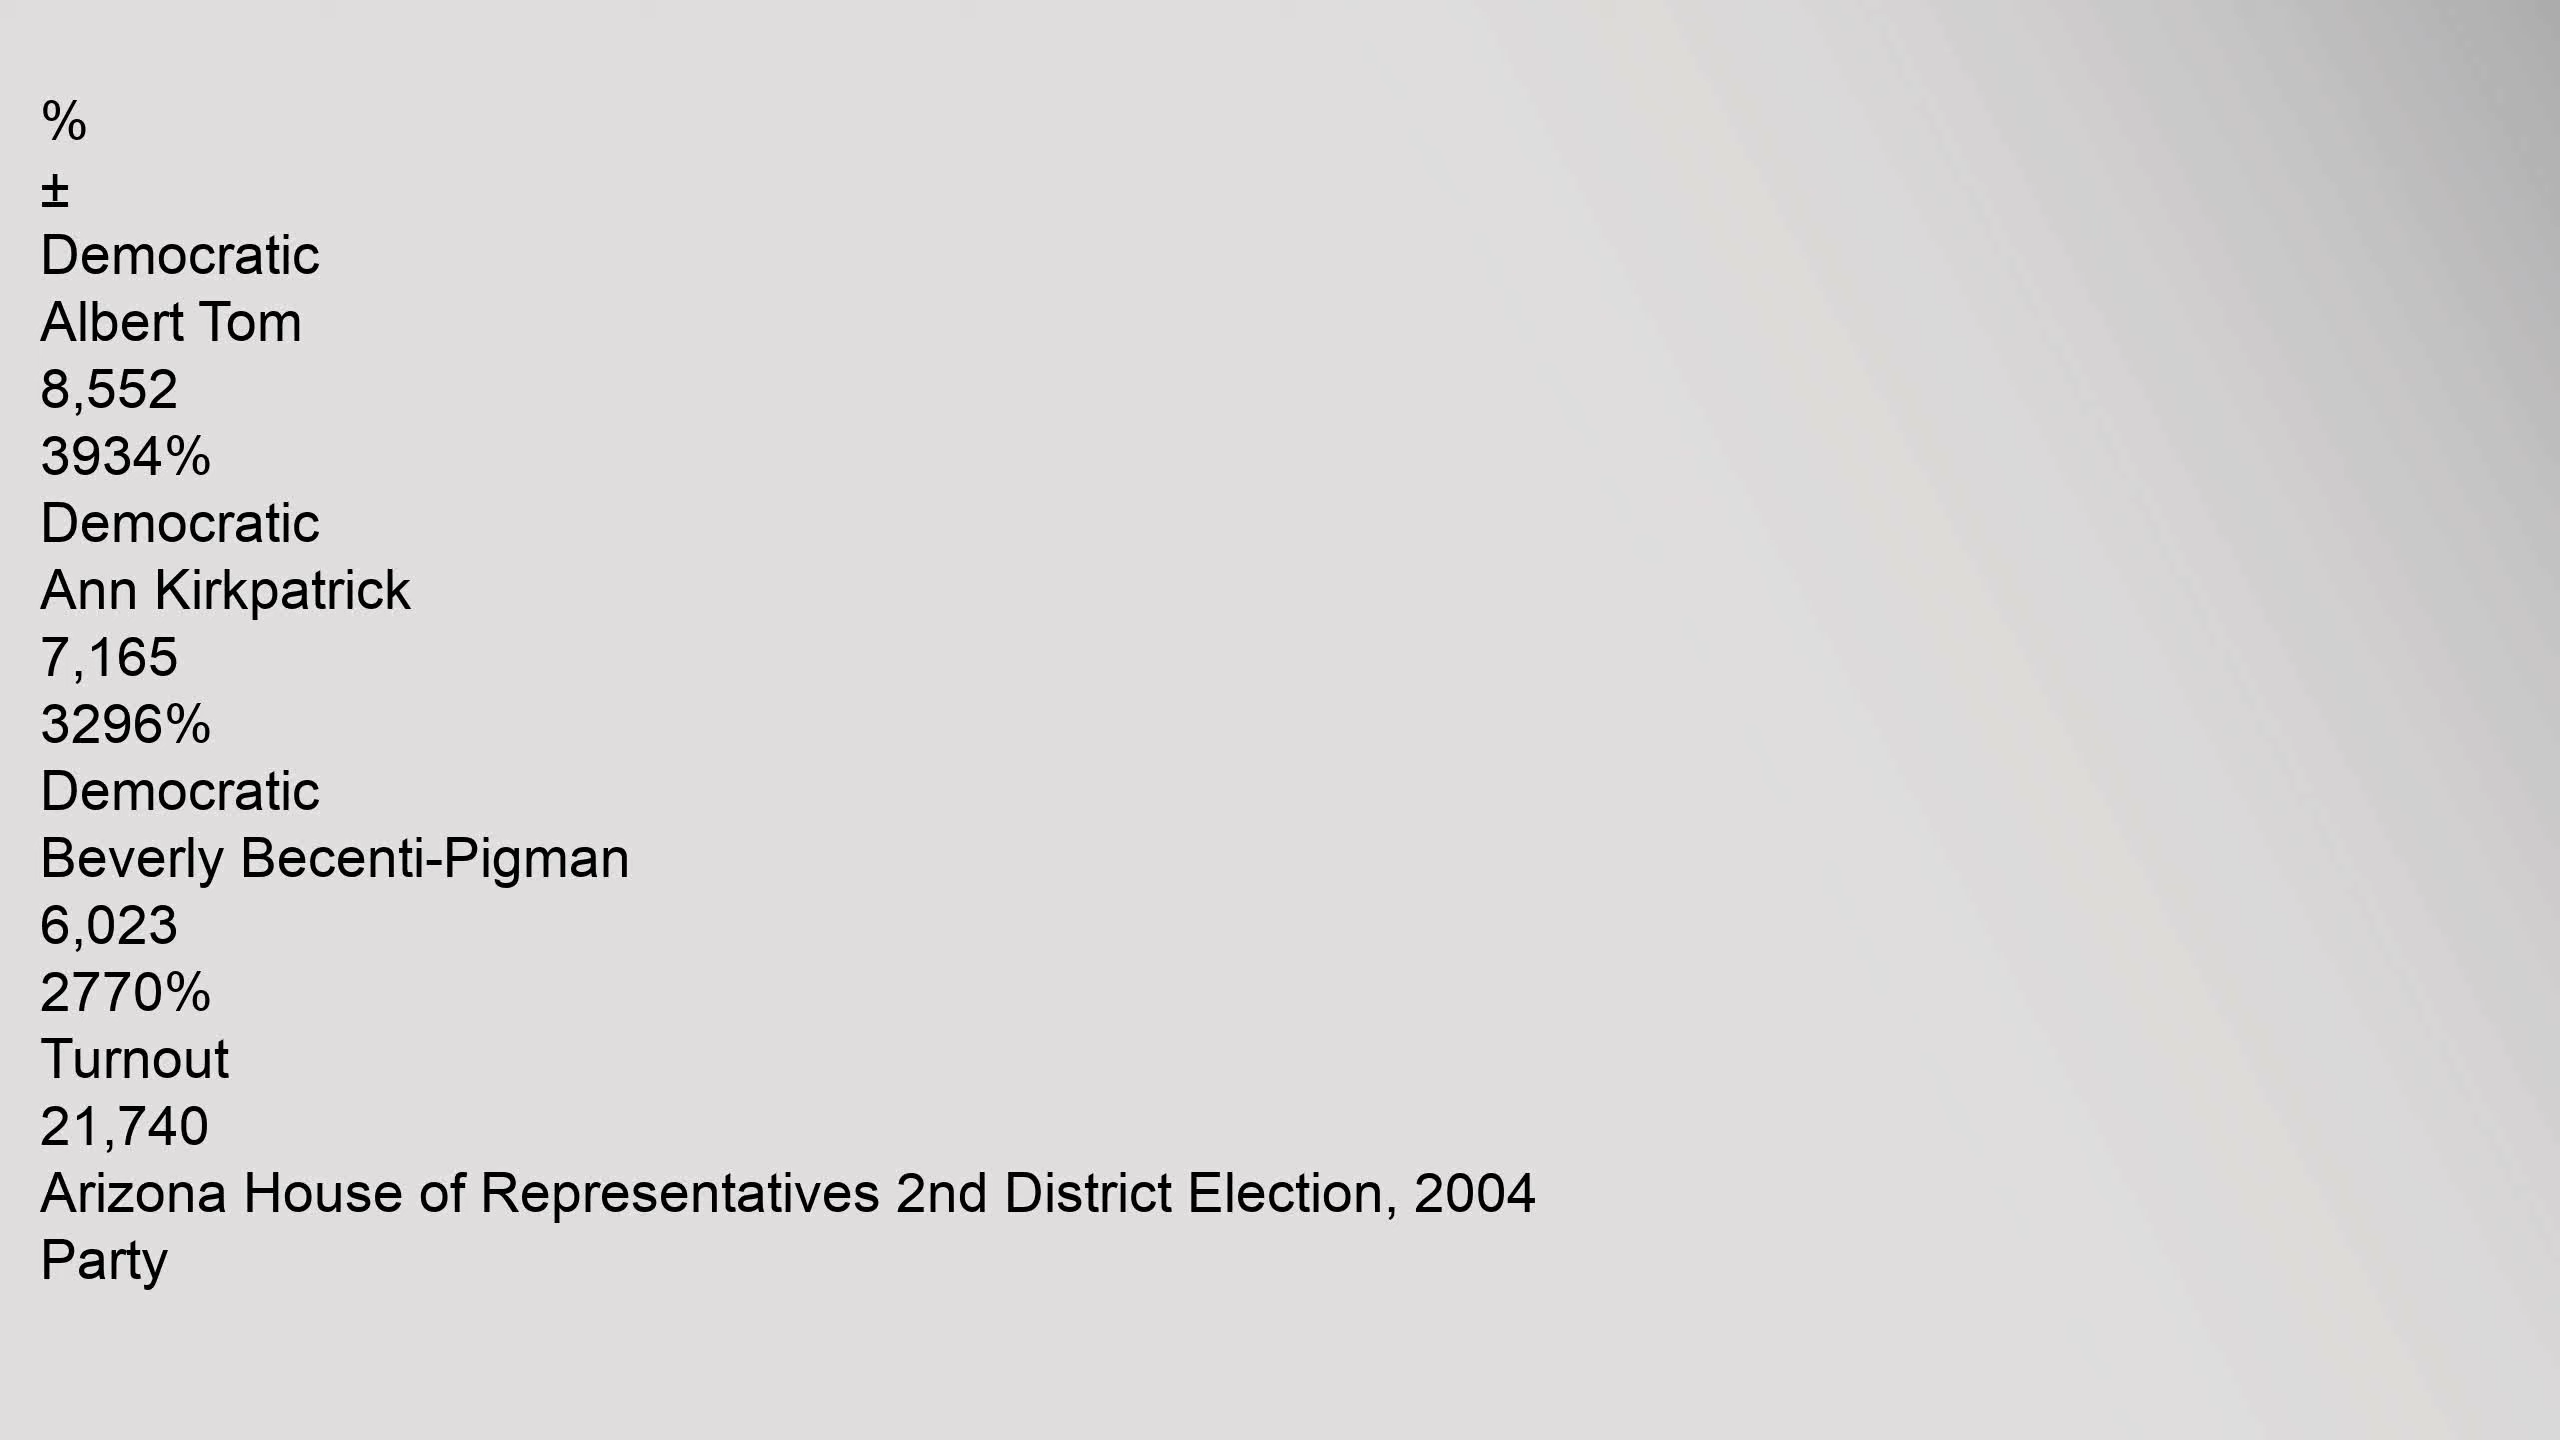 %
±
Democratic
Albert Tom
8,552
3934%
Democratic
Ann Kirkpatrick
7,165
3296%
Democratic
Beverly Becenti-Pigman
6,023
2770%
Turnout
21,740
Arizona House of Representatives 2nd District Election, 2004
Party